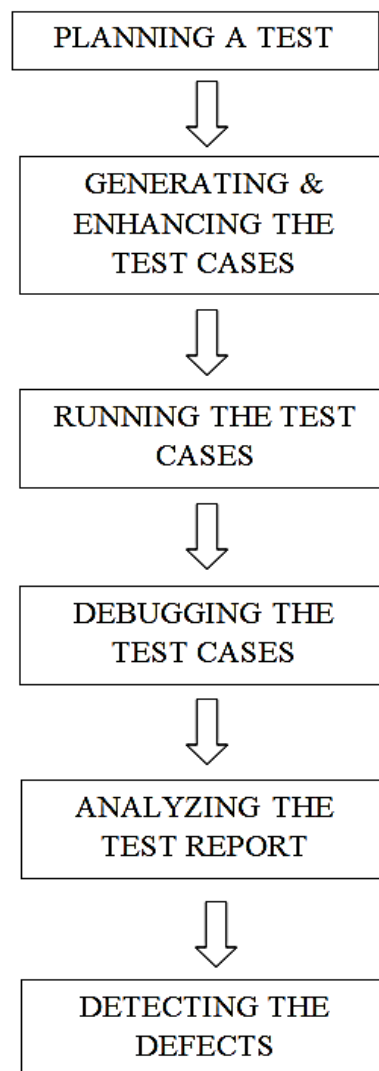 PLANNING A TEST
GENERATING &
ENHANCING THE
TEST CASES
RUNNING THE TEST
CASES
DEBUGGING THE
TEST CASES
ANALYZING THE
TEST REPORT
DETECTING THE
DEFECTS